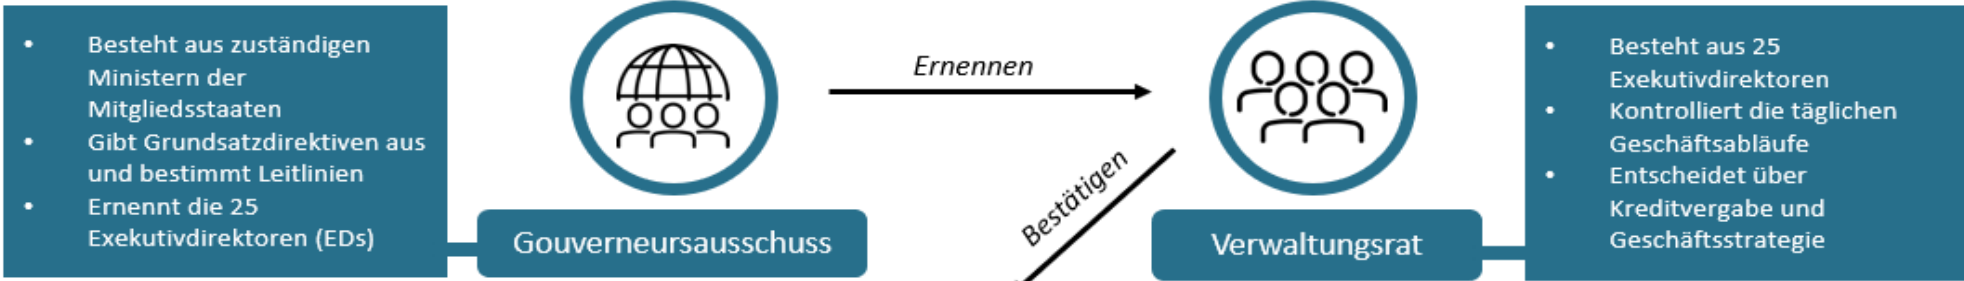 • Besteht aus zuständigen
Ministern der
Mitgliedsstaaten
• Gibt Grundsatzdirektiven aus
und bestimmt Leitlinien
• Ernennt die 25
Exekutivdirektoren (EDs)
Gouverneursausschuss
Ernennen
Bestätigen
Verwaltungsrat
• Besteht aus 25
Exekutivdirektoren
• Kontrolliert die täglichen
Geschäftsabläufe
• Entscheidet über
Kreditvergabe und
Geschäftsstrategie